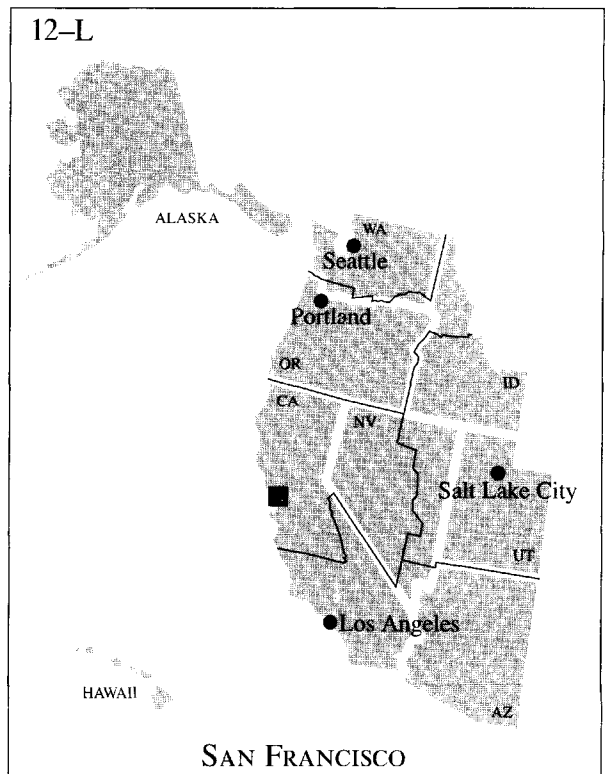 12–L
ALASKA
WA
Seattle
Portland
OR
ID
CA
NV
Salt Lake City
UT
Los Angeles
HAWAII
AZ
SAN FRANCISCO